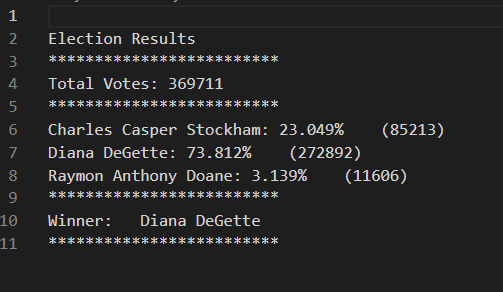 1
2 Election Results
3 *************************
4 Total Votes: 369711
5 *************************
6 Charles Casper Stockham: 23.049%    (85213)
7 Diana DeGette: 73.812%    (272892)
8 Raymon Anthony Doane: 3.139%    (11606)
9 *************************
10 Winner:   Diana DeGette
11 *************************